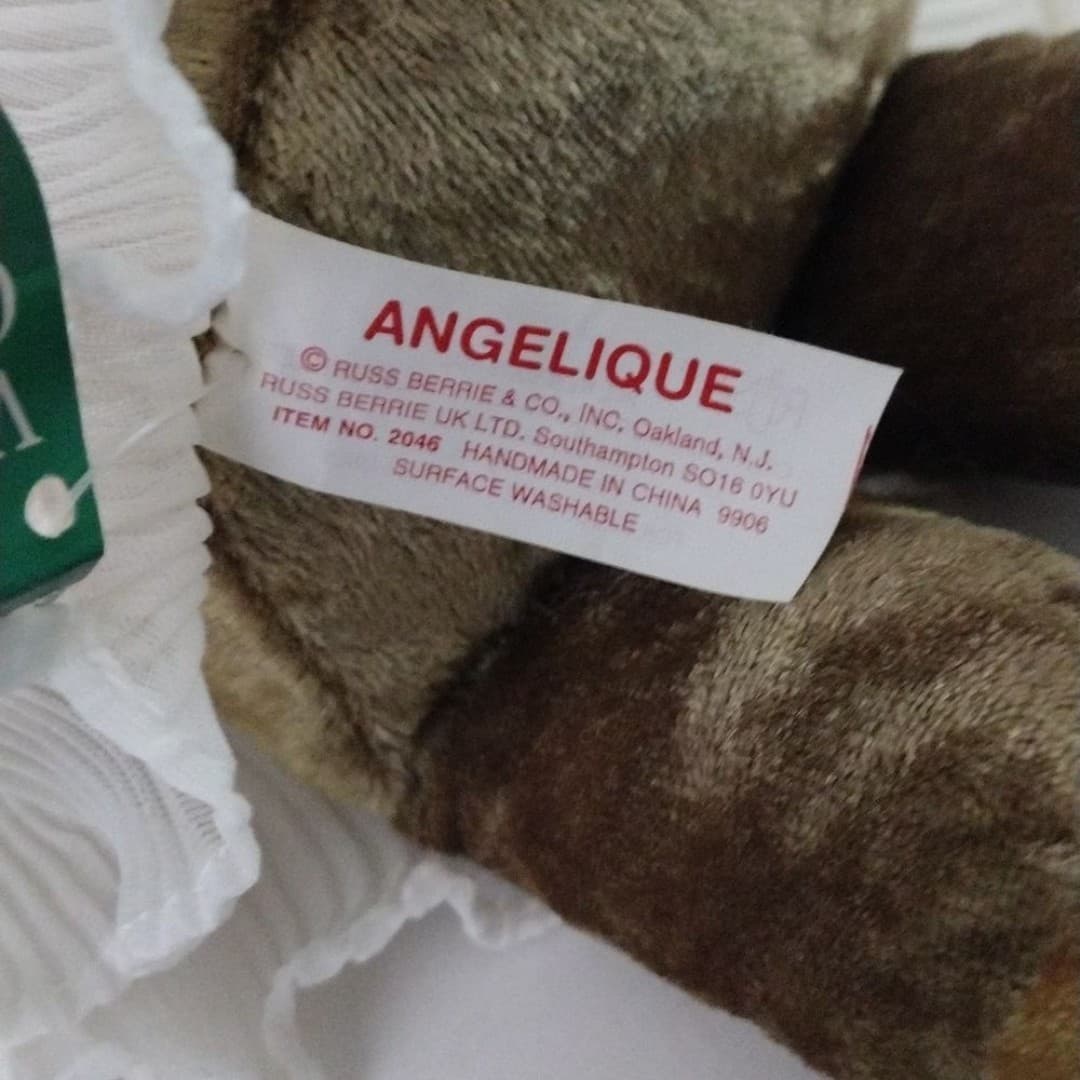 ANGELIQUE
© RUSS BERRIE & CO., INC. Oakland, N.J.
RUSS BERRIE UK LTD. Southampton SO16 0YU
ITEM NO. 2046 HANDMADE IN CHINA 9906
SURFACE WASHABLE